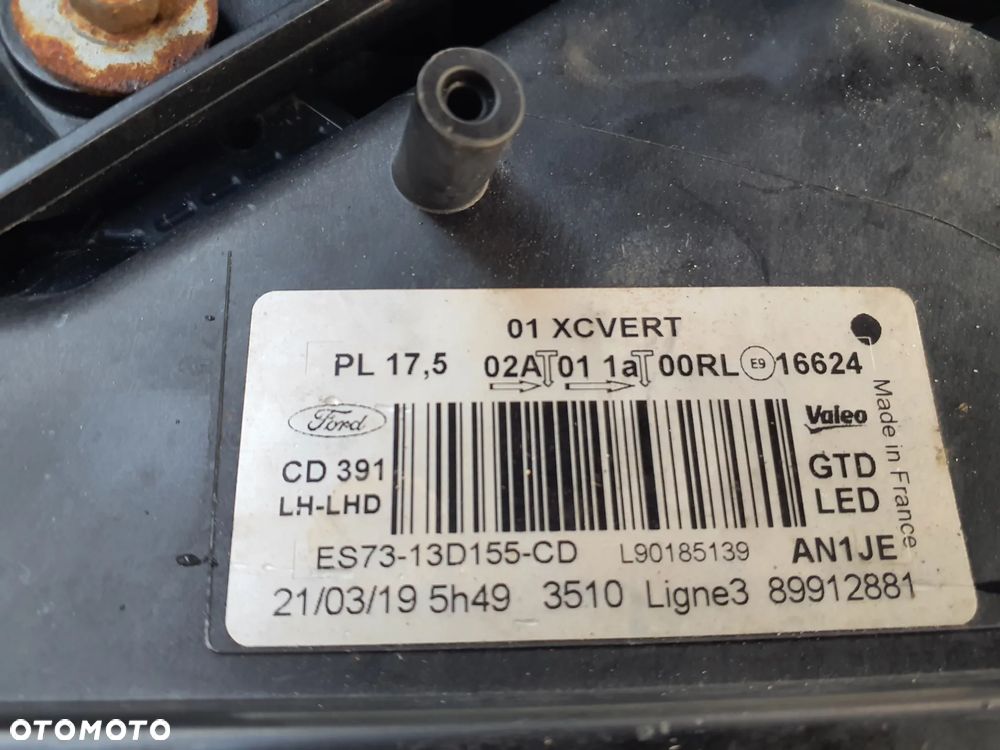 01 XCVERT
PL 17,5 02A 01 1a 00RL E9 16624
Ford
Valeo
Made in France
CD 391
GTD
LH-LHD
LED
ES73-13D155-CD L90185139 AN1JE
21/03/19 5h49 3510 Ligne3 89912881
OTOMOTO